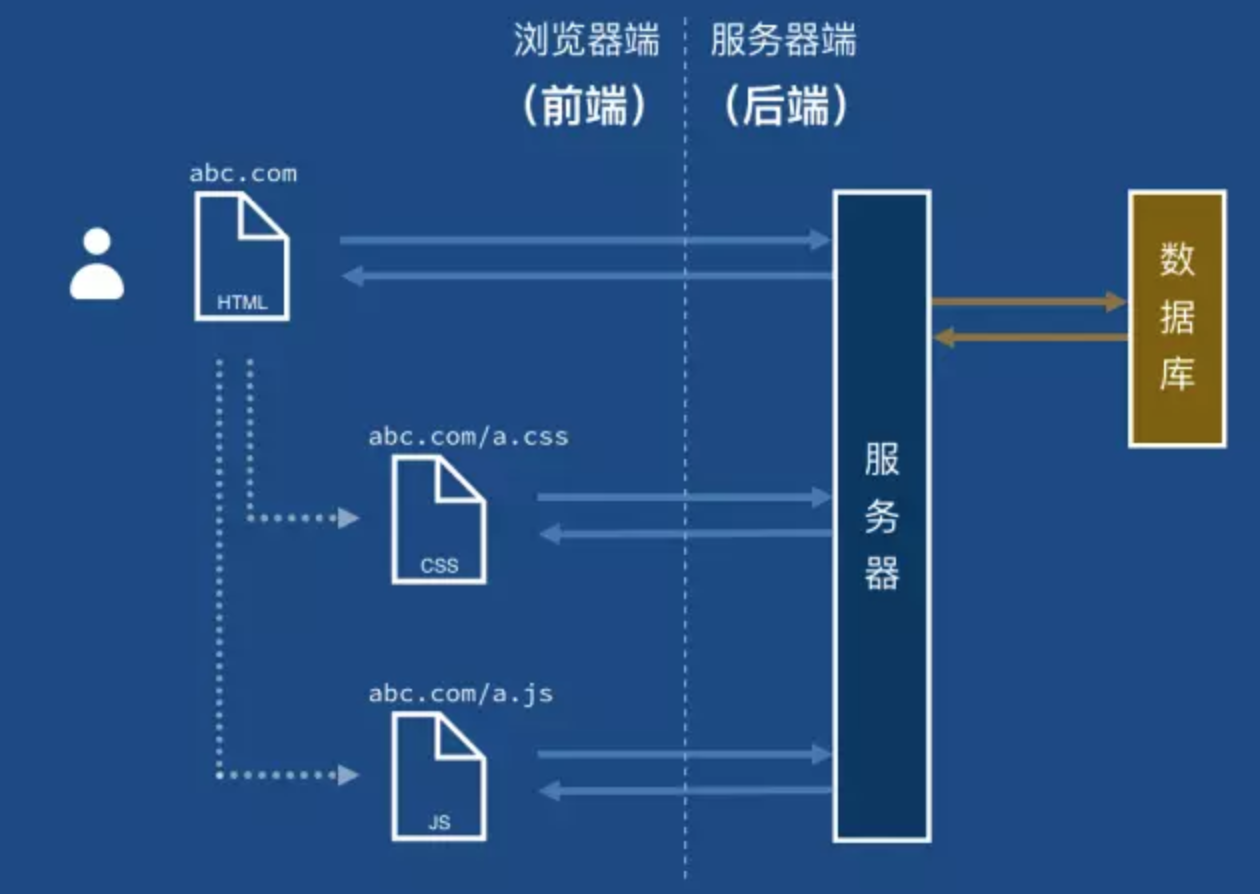 浏览器端
服务器端
（前端）
（后端）
abc.com
HTML
abc.com/a.css
CSS
abc.com/a.js
JS
服务器
数据库